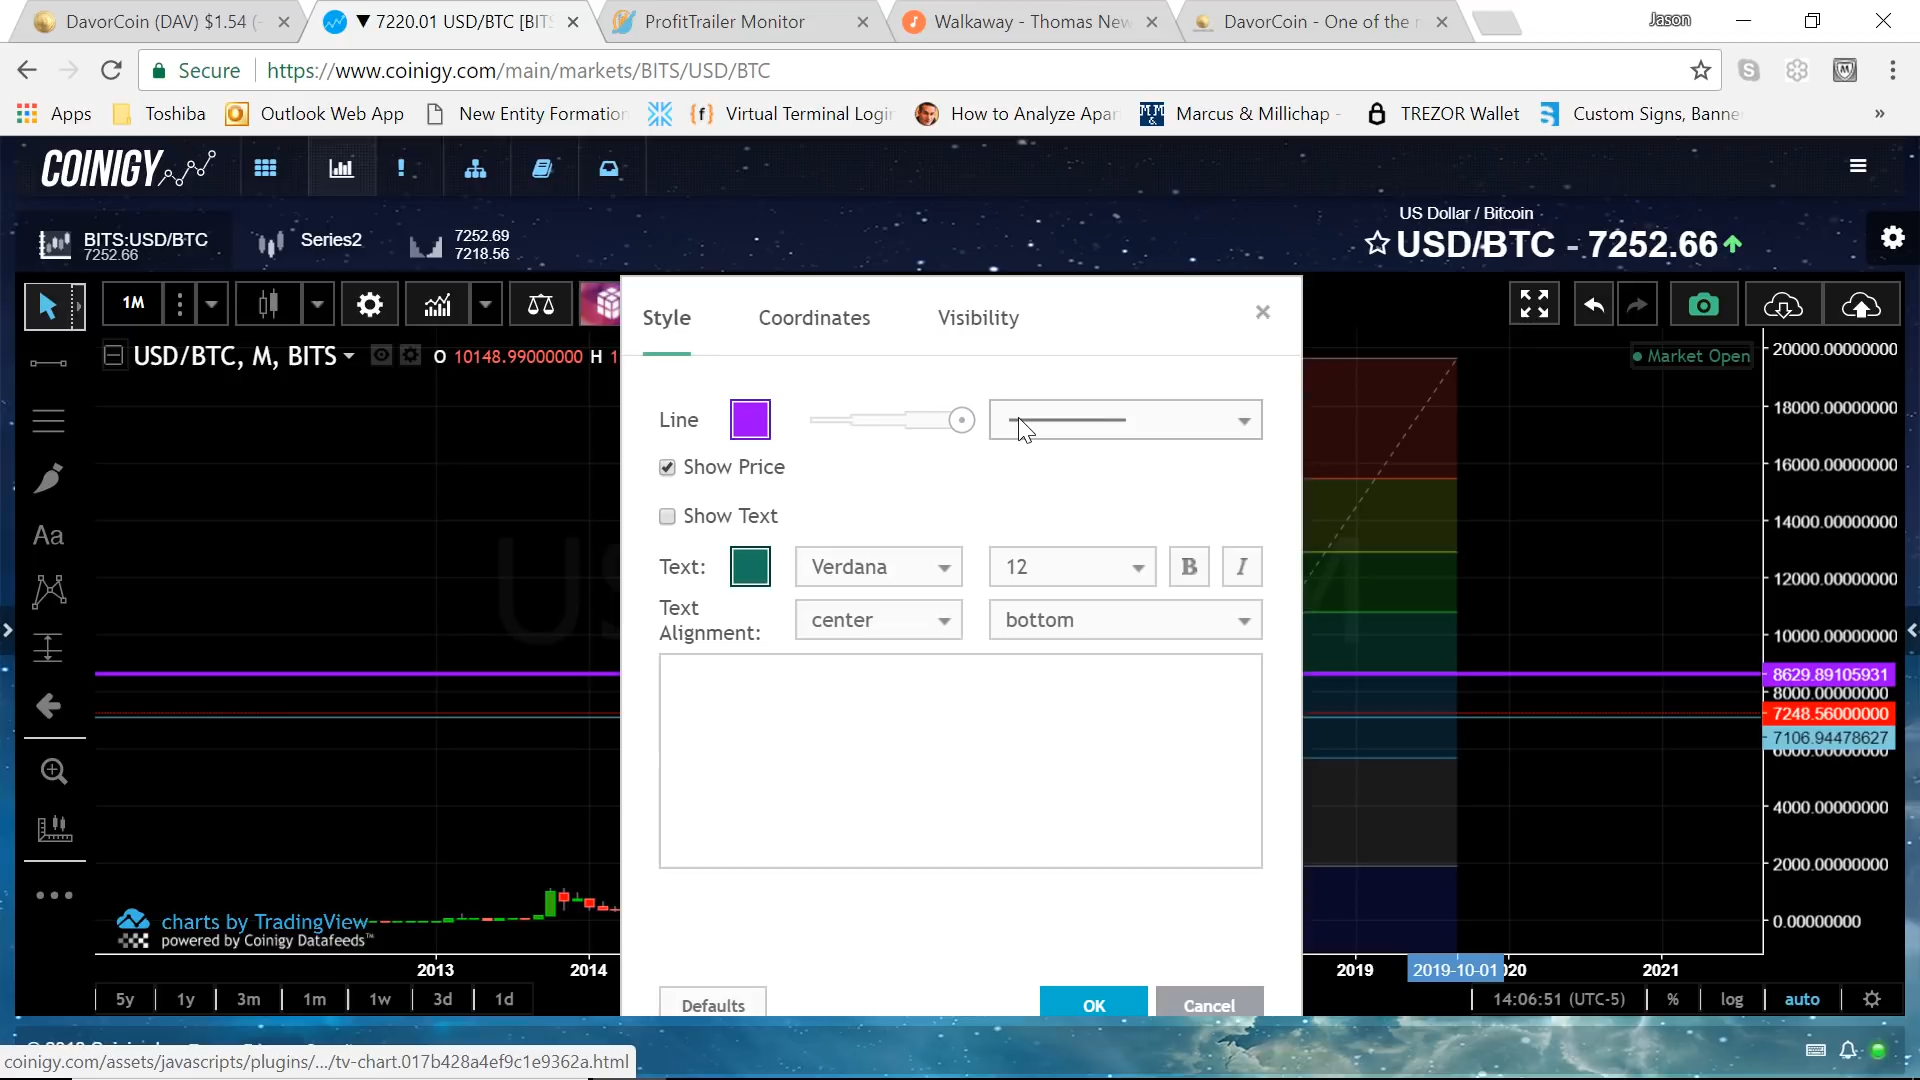 DavorCoin (DAV) $1.54 (
▼ 7220.01 USD/BTC [BIT
ProfitTrailer Monitor
Walkaway - Thomas New
DavorCoin - One of the
Jason
Secure
https://www.coinigy.com/main/markets/BITS/USD/BTC
Apps
Toshiba
Outlook Web App
New Entity Formation
Virtual Terminal Login
How to Analyze Apar
Marcus & Millichap -
TREZOR Wallet
Custom Signs, Banne
»
COINIGY
BITS:USD/BTC
7252.66
Series2
7252.69
7218.56
US Dollar / Bitcoin
USD/BTC - 7252.66
1M
USD/BTC, M, BITS
O 10148.99000000 H 1
Market Open
Style
Coordinates
Visibility
Line
Show Price
Show Text
Text:
Verdana
12
B
I
Text
Alignment:
center
bottom
Defaults
OK
Cancel
Aa
20000.00000000
18000.00000000
16000.00000000
14000.00000000
12000.00000000
10000.00000000
8629.89105931
8000.00000000
7248.56000000
7106.94478627
6000.00000000
4000.00000000
2000.00000000
0.00000000
charts by TradingView
powered by Coinigy Datafeeds™
2013
2014
2019
2019-10-01
020
2021
5y
1y
3m
1m
1w
3d
1d
14:06:51 (UTC-5)
%
log
auto
coinigy.com/assets/javascripts/plugins/.../tv-chart.017b428a4ef9c1e9362a.html